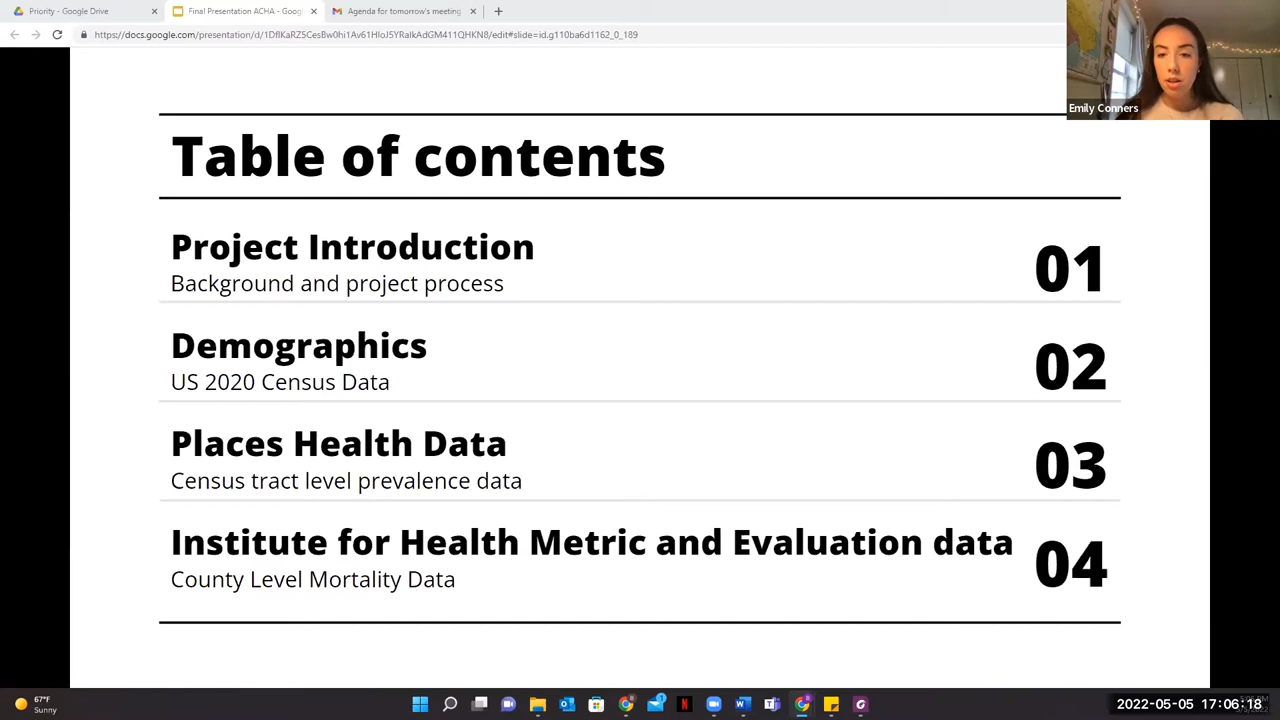 Priority - Google Drive
Final Presentation ACHA - Goog
Agenda for tomorrow's meeting
Emily Conners
Table of contents
Project Introduction
Background and project process
01
Demographics
US 2020 Census Data
02
Places Health Data
Census tract level prevalence data
03
Institute for Health Metric and Evaluation data
County Level Mortality Data
04
67°F
Sunny
2022-05-05 17:06:18